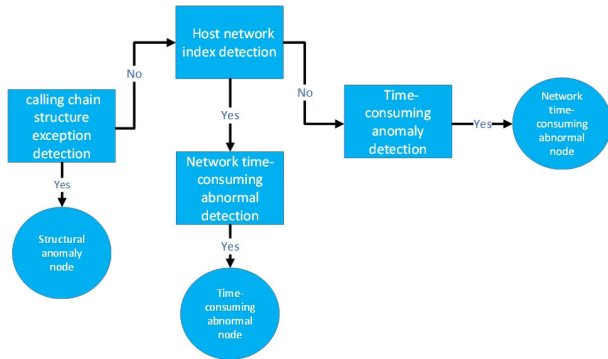 Host network
index detection
No
No
calling chain
structure
exception
detection
Time-
consuming
anomaly
detection
Yes
Network
time-
consuming
abnormal
node
Yes
Network time-
consuming
abnormal
detection
Yes
Structural
anomaly
node
Yes
Time-
consuming
abnormal
node